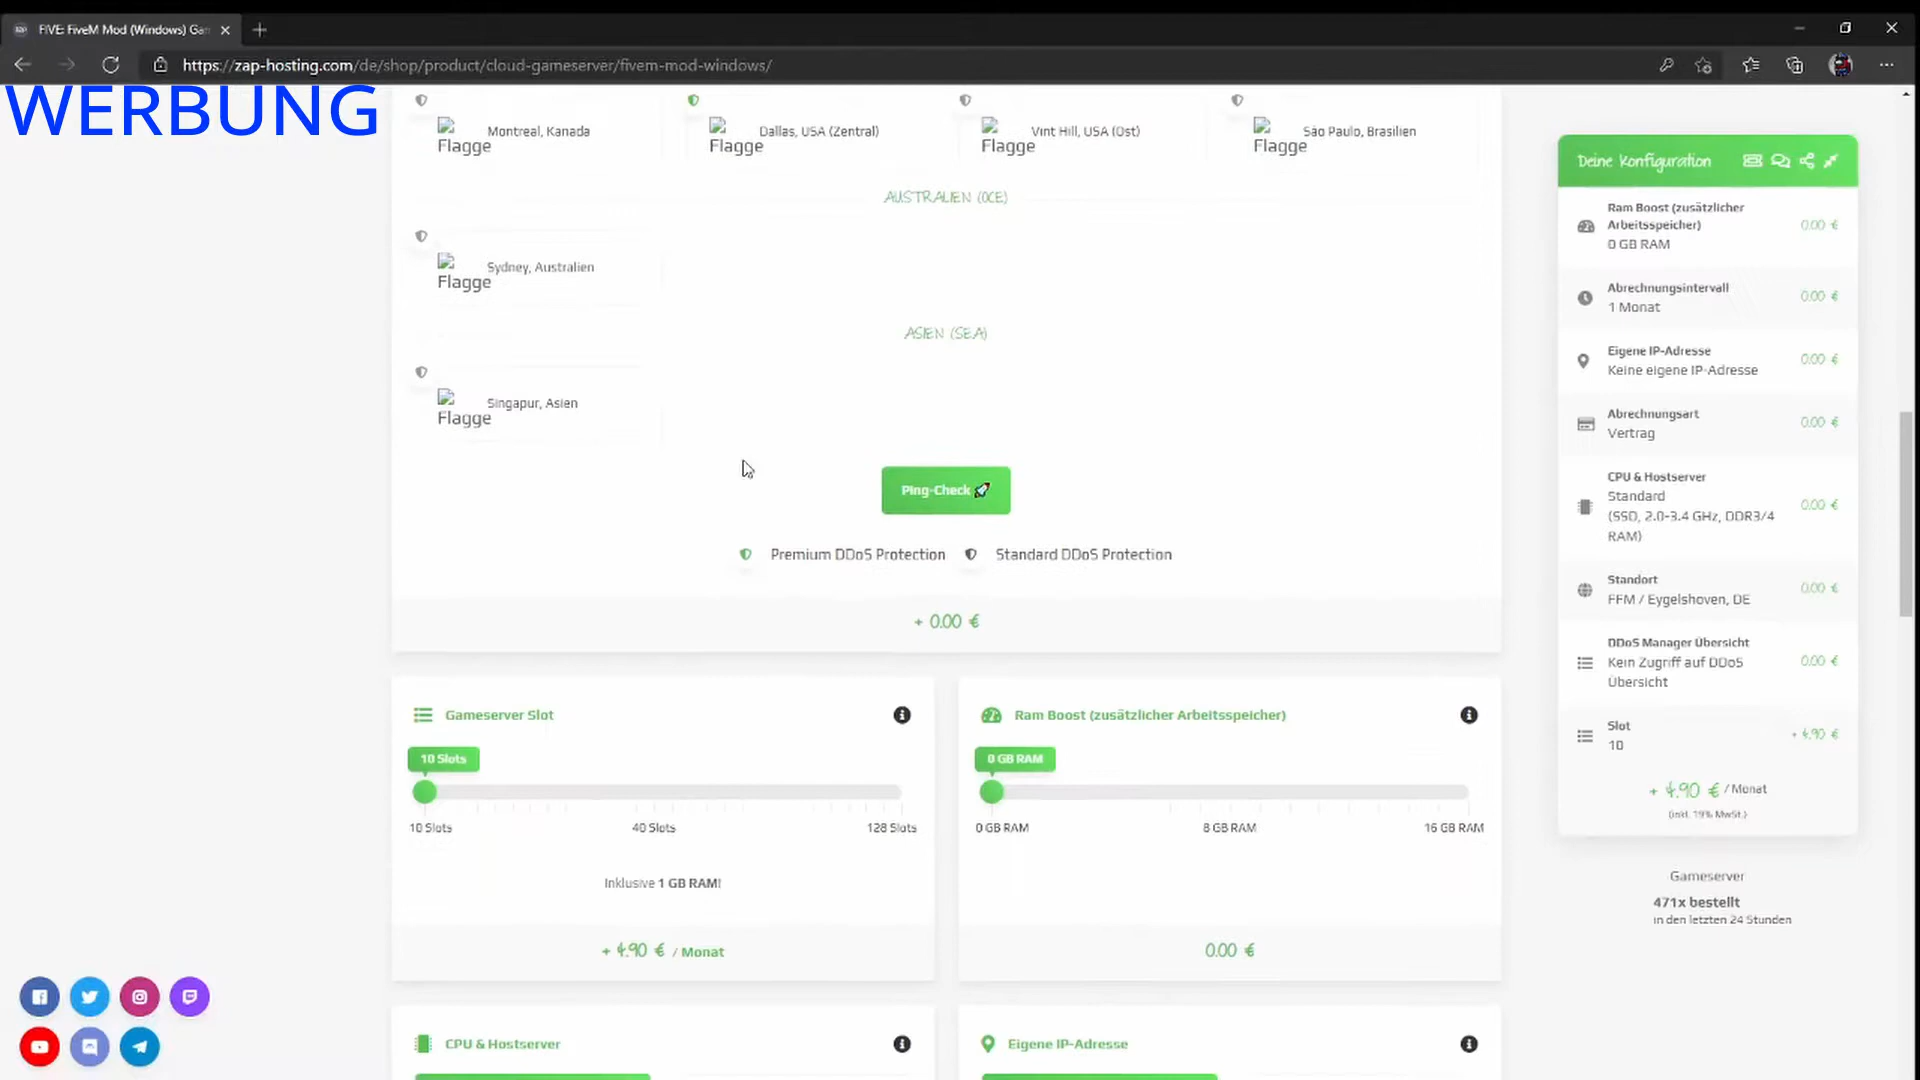 FIVE: FiveM Mod (Windows) Ga
https://zap-hosting.com/de/shop/product/cloud-gameserver/fivem-mod-windows/
WERBUNG
Flagge Montreal, Kanada
Flagge Dallas, USA (Zentral)
Flagge Vint Hill, USA (Ost)
Flagge São Paulo, Brasilien
AUSTRALIEN (OCE)
Flagge Sydney, Australien
ASIEN (SEA)
Flagge Singapur, Asien
Ping-Check
Premium DDoS Protection Standard DDoS Protection
+ 0.00 €
Gameserver Slot
10 Slots
10 Slots 40 Slots 128 Slots
Inklusive 1 GB RAM!
+ 4.90 € / Monat
Ram Boost (zusätzlicher Arbeitsspeicher)
0 GB RAM
0 GB RAM 8 GB RAM 16 GB RAM
0.00 €
CPU & Hostserver
Eigene IP-Adresse
Deine Konfiguration
Ram Boost (zusätzlicher
Arbeitsspeicher)
0 GB RAM
0.00 €
Abrechnungsintervall
1 Monat
0.00 €
Eigene IP-Adresse
Keine eigene IP-Adresse
0.00 €
Abrechnungsart
Vertrag
0.00 €
CPU & Hostserver
Standard
(SSD, 2.0-3.4 GHz, DDR3/4
RAM)
0.00 €
Standort
FFM / Eygelshoven, DE
0.00 €
DDoS Manager Übersicht
Kein Zugriff auf DDoS
Übersicht
0.00 €
Slot
10
+ 4.90 €
+ 4.90 € / Monat
(inkl. 19% MwSt.)
Gameserver
471x bestellt
in den letzten 24 Stunden